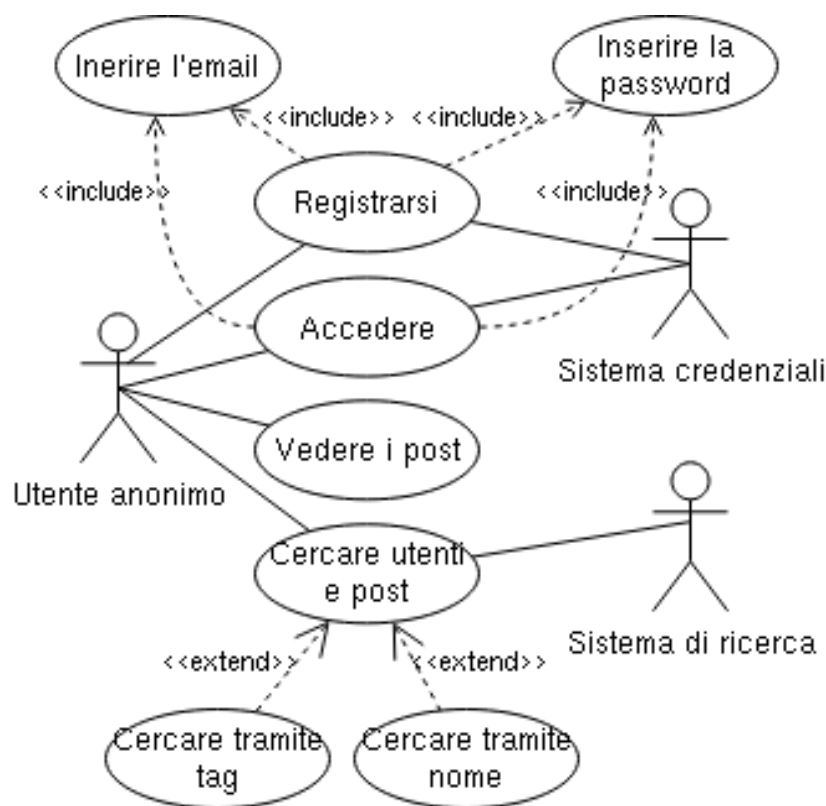 Inerire l'email
Inserire la
password
<<include>>
<<include>>
<<include>>
<<include>>
Registrarsi
Accedere
Sistema credenziali
Vedere i post
Utente anonimo
Cercare utenti
e post
Sistema di ricerca
<<extend>>
<<extend>>
Cercare tramite
tag
Cercare tramite
nome